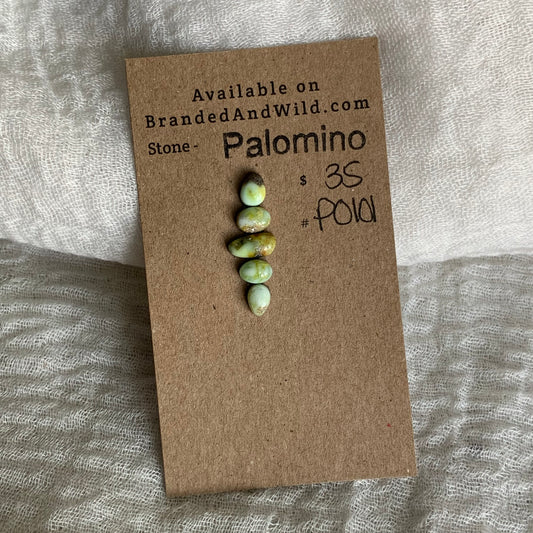 Available on
BrandedAndWild.com
Stone - Palomino
$ 35
# P0101